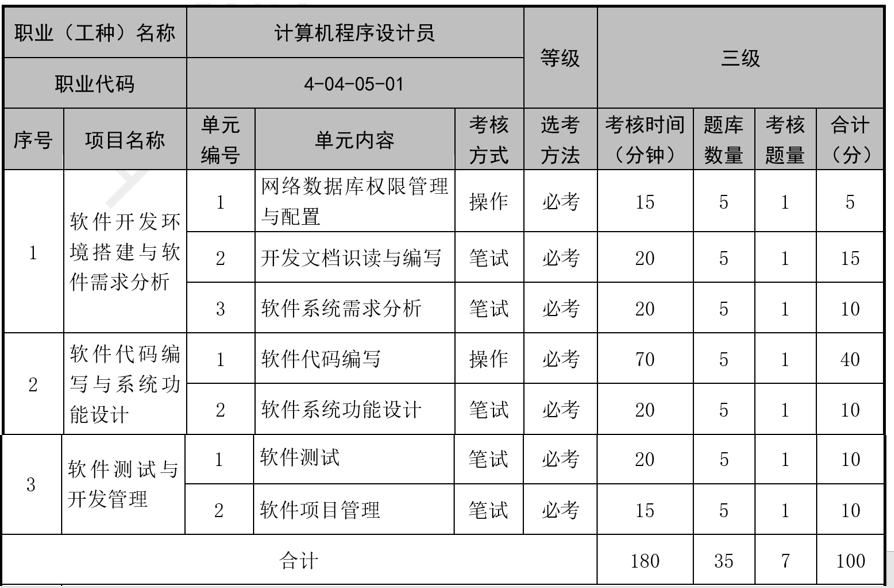 职业（工种）名称 计算机程序设计员 等级 三级
职业代码 4-04-05-01
序号 项目名称 单元编号 单元内容 考核方式 选考方法 考核时间（分钟） 题库数量 考核题量 合计（分）
1 软件开发环境搭建与软件需求分析 1 网络数据库权限管理与配置 操作 必考 15 5 1 5
2 开发文档识读与编写 笔试 必考 20 5 1 15
3 软件系统需求分析 笔试 必考 20 5 1 10
2 软件代码编写与系统功能设计 1 软件代码编写 操作 必考 70 5 1 40
2 软件系统功能设计 笔试 必考 20 5 1 10
3 软件测试与开发管理 1 软件测试 笔试 必考 20 5 1 10
2 软件项目管理 笔试 必考 15 5 1 10
合计 180 35 7 100